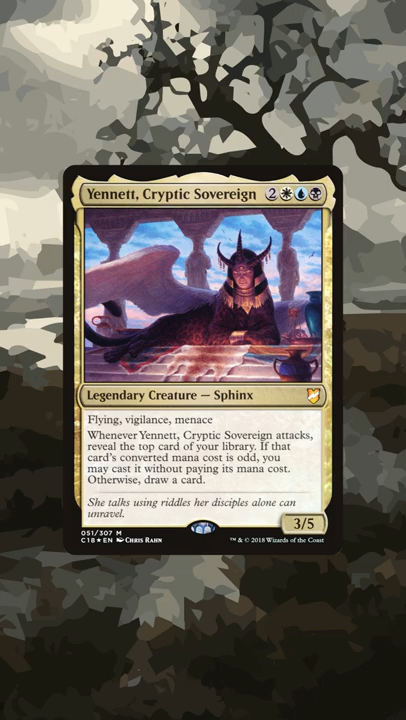 Yennett, Cryptic Sovereign 2
Legendary Creature — Sphinx
Flying, vigilance, menace
Whenever Yennett, Cryptic Sovereign attacks,
reveal the top card of your library. If that
card's converted mana cost is odd, you
may cast it without paying its mana cost.
Otherwise, draw a card.
She talks using riddles her disciples alone can
unravel.
3/5
051/307 M
C18★EN Chris Rahn
™ & © 2018 Wizards of the Coast